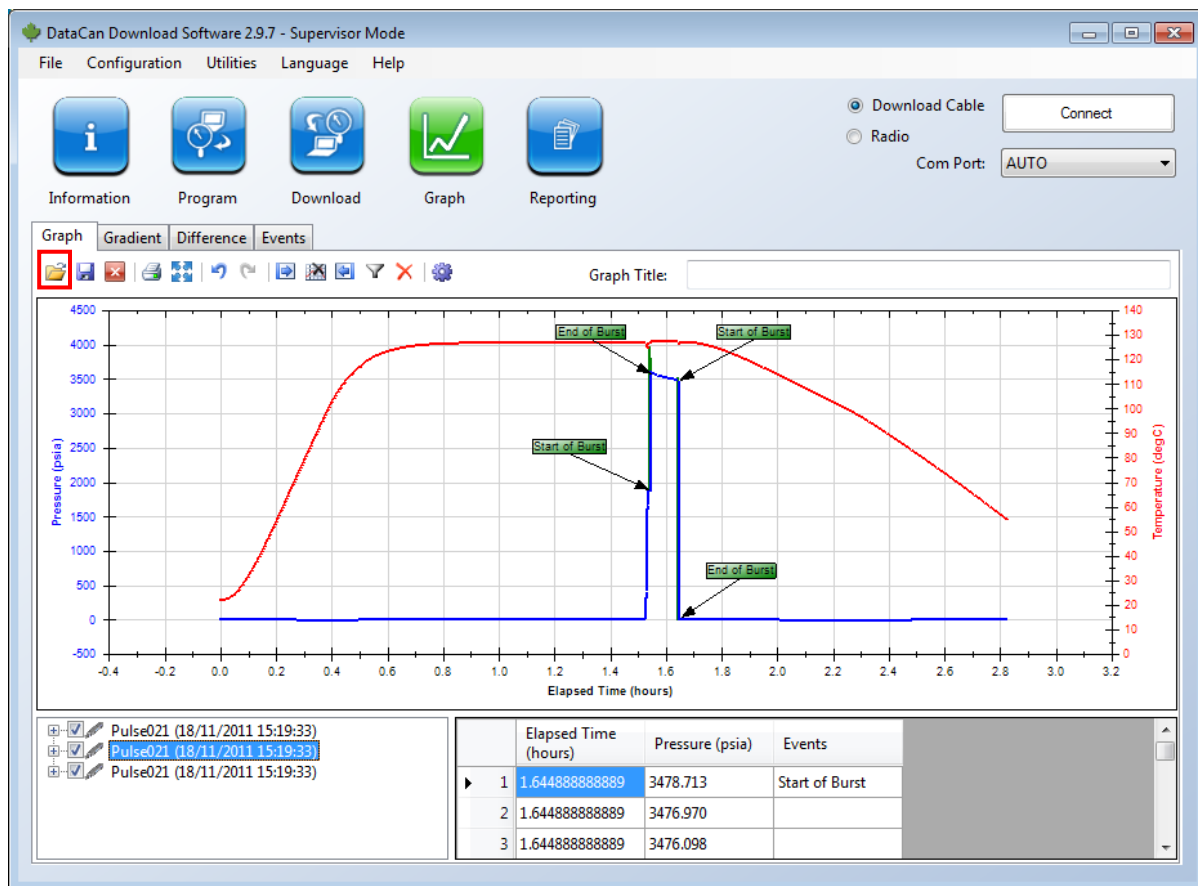 DataCan Download Software 2.9.7 - Supervisor Mode
File Configuration Utilities Language Help
Download Cable
Connect
Radio
Com Port: AUTO
Information Program Download Graph Reporting
Graph Gradient Difference Events
Graph Title:
4500 4000 3500 3000 2500 2000 1500 1000 500 0 -500
Pressure (psia)
End of Burst
Start of Burst
Start of Burst
End of Burst
140 130 120 110 100 90 80 70 60 50 40 30 20 10 0
Temperature (degC)
-0.4 -0.2 0.0 0.2 0.4 0.6 0.8 1.0 1.2 1.4 1.6 1.8 2.0 2.2 2.4 2.6 2.8 3.0 3.2
Elapsed Time (hours)
Pulse021 (18/11/2011 15:19:33)
Pulse021 (18/11/2011 15:19:33)
Pulse021 (18/11/2011 15:19:33)
Elapsed Time (hours) Pressure (psia) Events
1 1.644888888889 3478.713 Start of Burst
2 1.644888888889 3476.970
3 1.644888888889 3476.098